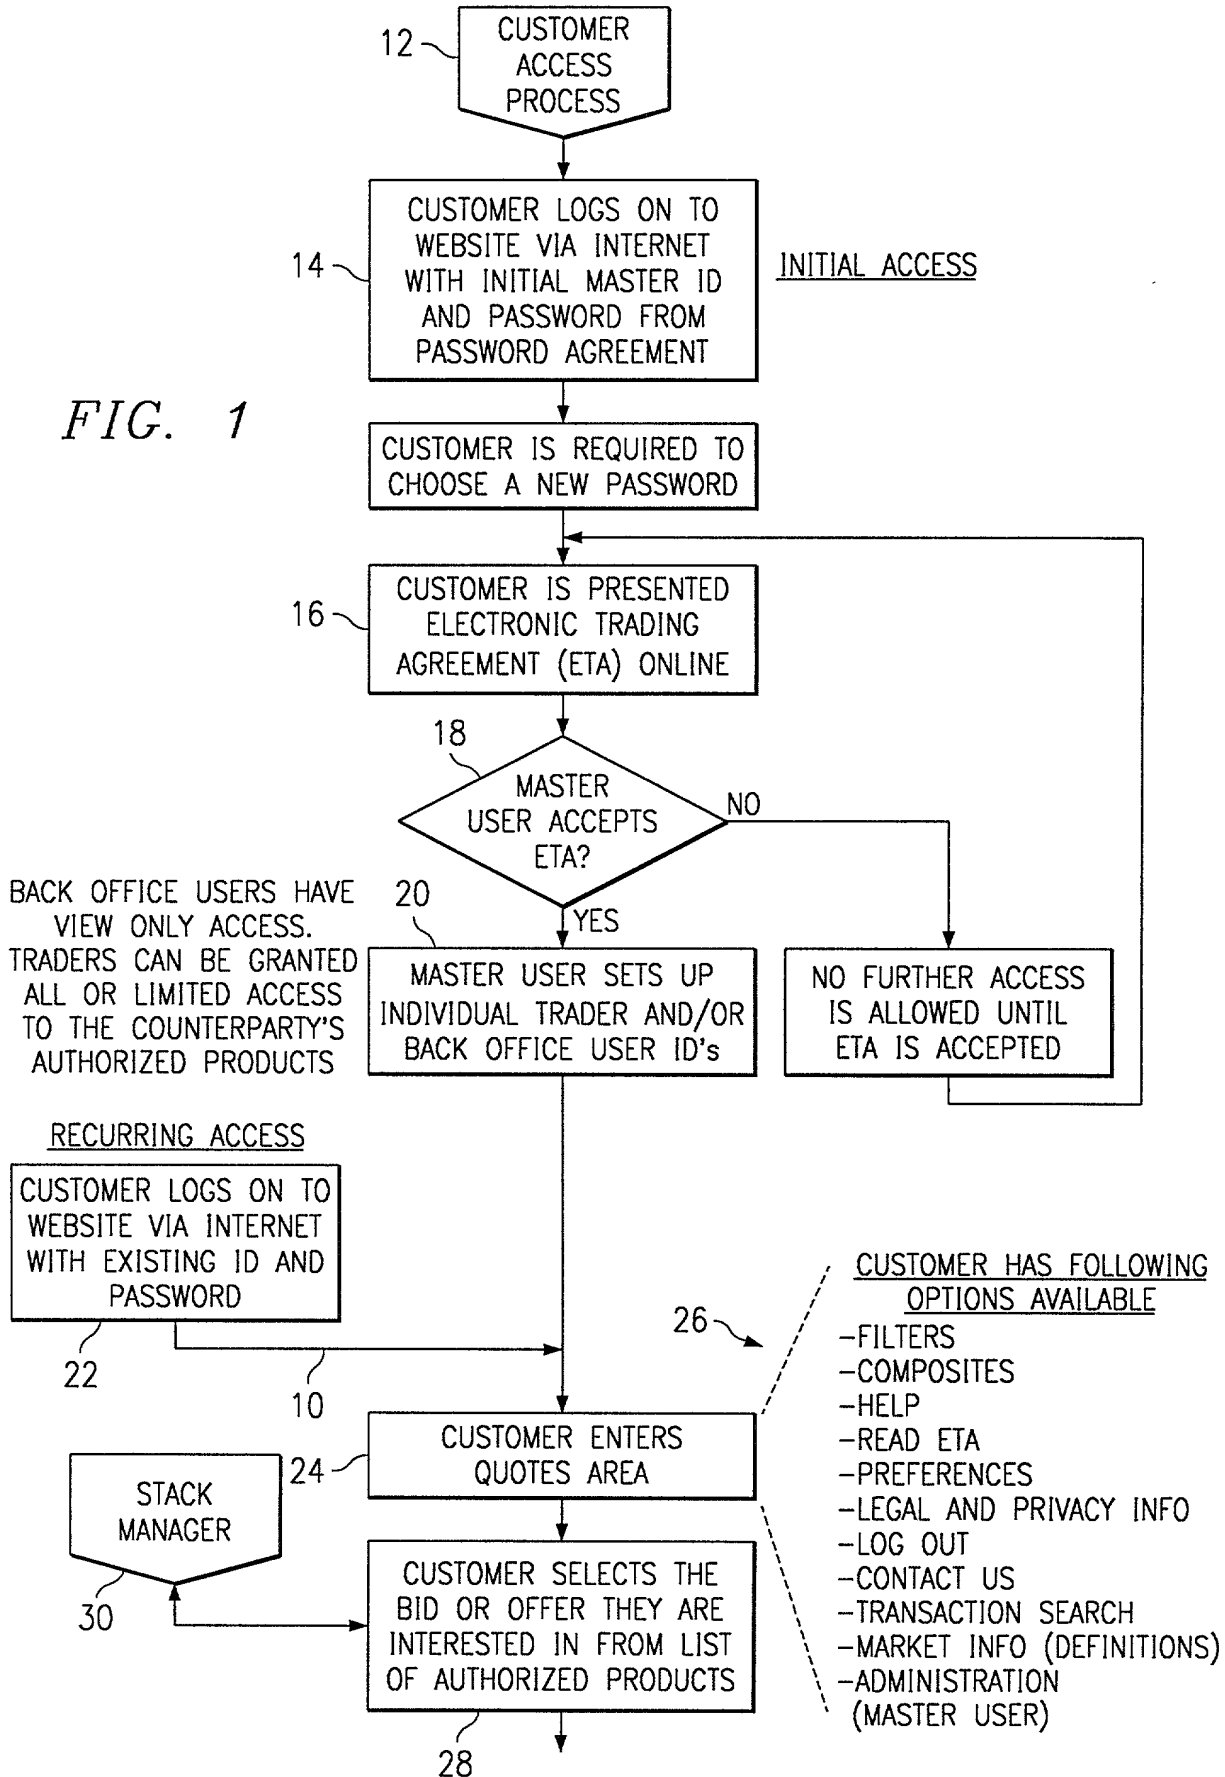 12
CUSTOMER
ACCESS
PROCESS
14
CUSTOMER LOGS ON TO
WEBSITE VIA INTERNET
WITH INITIAL MASTER ID
AND PASSWORD FROM
PASSWORD AGREEMENT
INITIAL ACCESS
FIG. 1
CUSTOMER IS REQUIRED TO
CHOOSE A NEW PASSWORD
16
CUSTOMER IS PRESENTED
ELECTRONIC TRADING
AGREEMENT (ETA) ONLINE
18
MASTER
USER ACCEPTS
ETA?
NO
YES
BACK OFFICE USERS HAVE
VIEW ONLY ACCESS.
TRADERS CAN BE GRANTED
ALL OR LIMITED ACCESS
TO THE COUNTERPARTY'S
AUTHORIZED PRODUCTS
20
MASTER USER SETS UP
INDIVIDUAL TRADER AND/OR
BACK OFFICE USER ID's
NO FURTHER ACCESS
IS ALLOWED UNTIL
ETA IS ACCEPTED
RECURRING ACCESS
CUSTOMER LOGS ON TO
WEBSITE VIA INTERNET
WITH EXISTING ID AND
PASSWORD
22
10
24
CUSTOMER ENTERS
QUOTES AREA
26
CUSTOMER HAS FOLLOWING
OPTIONS AVAILABLE
-FILTERS
-COMPOSITES
-HELP
-READ ETA
-PREFERENCES
-LEGAL AND PRIVACY INFO
-LOG OUT
-CONTACT US
-TRANSACTION SEARCH
-MARKET INFO (DEFINITIONS)
-ADMINISTRATION
(MASTER USER)
STACK
MANAGER
30
CUSTOMER SELECTS THE
BID OR OFFER THEY ARE
INTERESTED IN FROM LIST
OF AUTHORIZED PRODUCTS
28